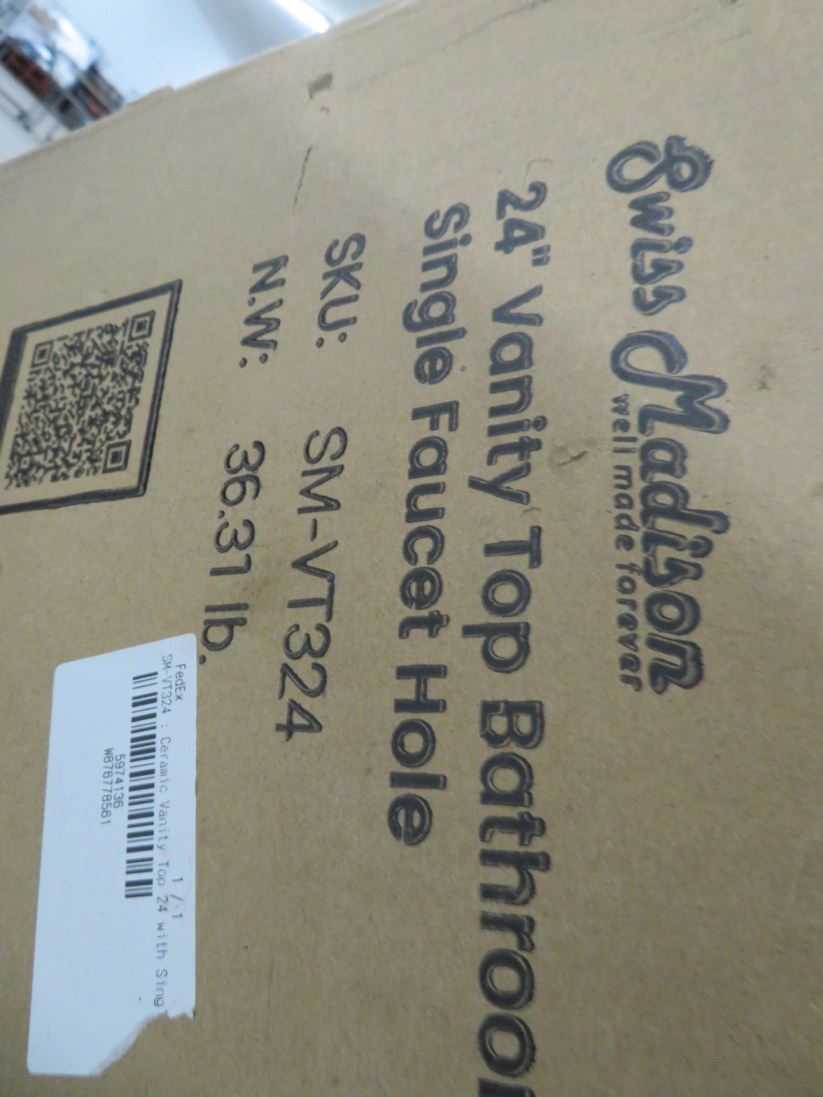 Swiss Madison
well made forever
24" Vanity Top Bathroo
Single Faucet Hole
SKU: SM-VT324
N.W: 36.31 lb.
FedEx 1 / 1
SM-VT324 : Ceramic Vanity Top 24 with Sing
5974136
W876778561